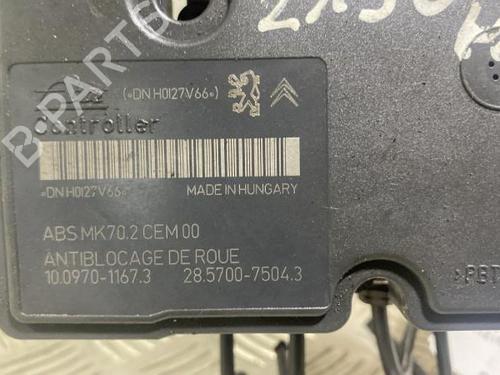 («DN H0127V66»)
Controller
«DN H0127V66»
MADE IN HUNGARY
ABS MK70.2 CEM 00
ANTIBLOCAGE DE ROUE
10.0970-1167.3 28.5700-7504.3
B PARTS